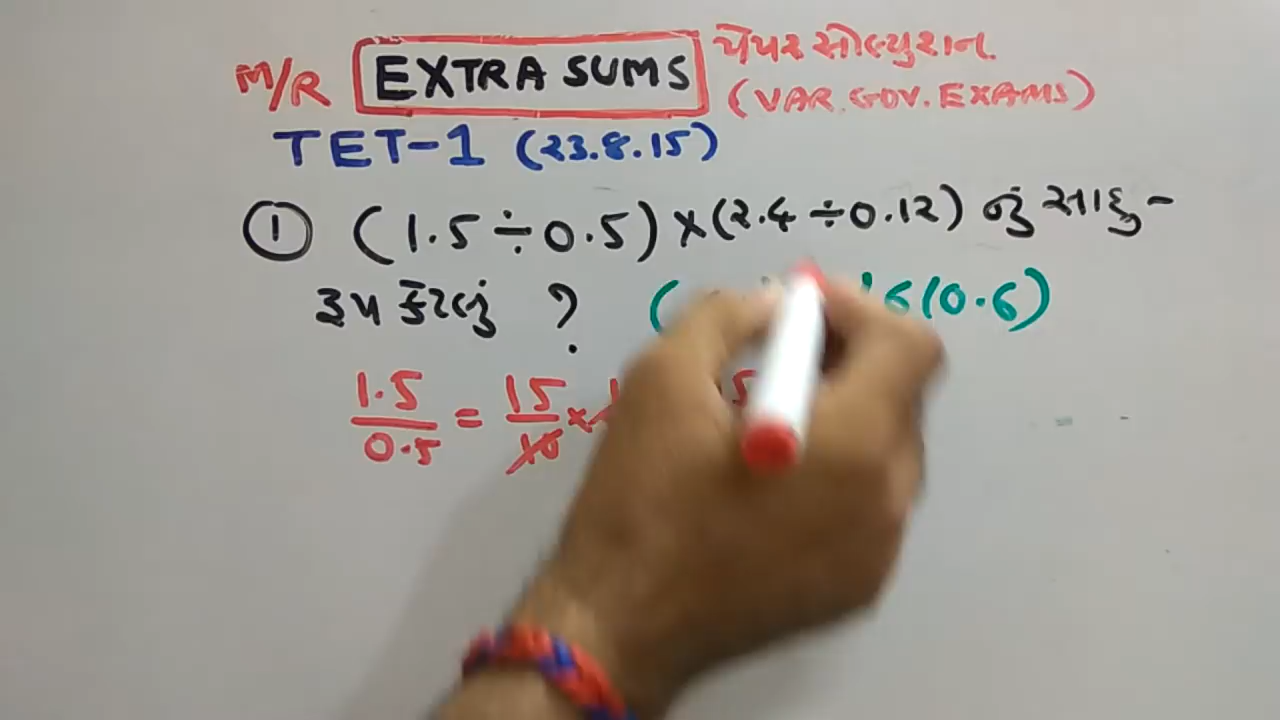 M/R EXTRA SUMS પેપર સોલ્યુશન
(VAR. GOV. EXAMS)
TET-1 (23.8.15)
① (1.5 ÷ 0.5) × (2.4 ÷ 0.12) નું સાદુ -
રૂપ કેટલું ? ( 6 (0.6)
1.5/0.5 = 15/10 ×